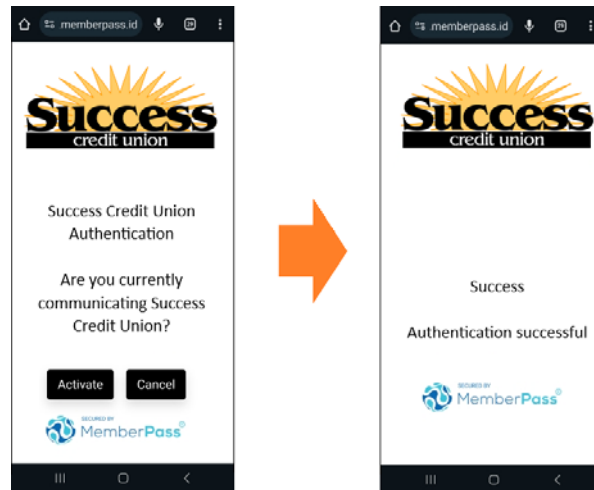 memberpass.id
Success
credit union
Success Credit Union
Authentication
Are you currently
communicating Success
Credit Union?
Activate
Cancel
SECURED BY
MemberPass
memberpass.id
Success
credit union
Success
Authentication successful
SECURED BY
MemberPass